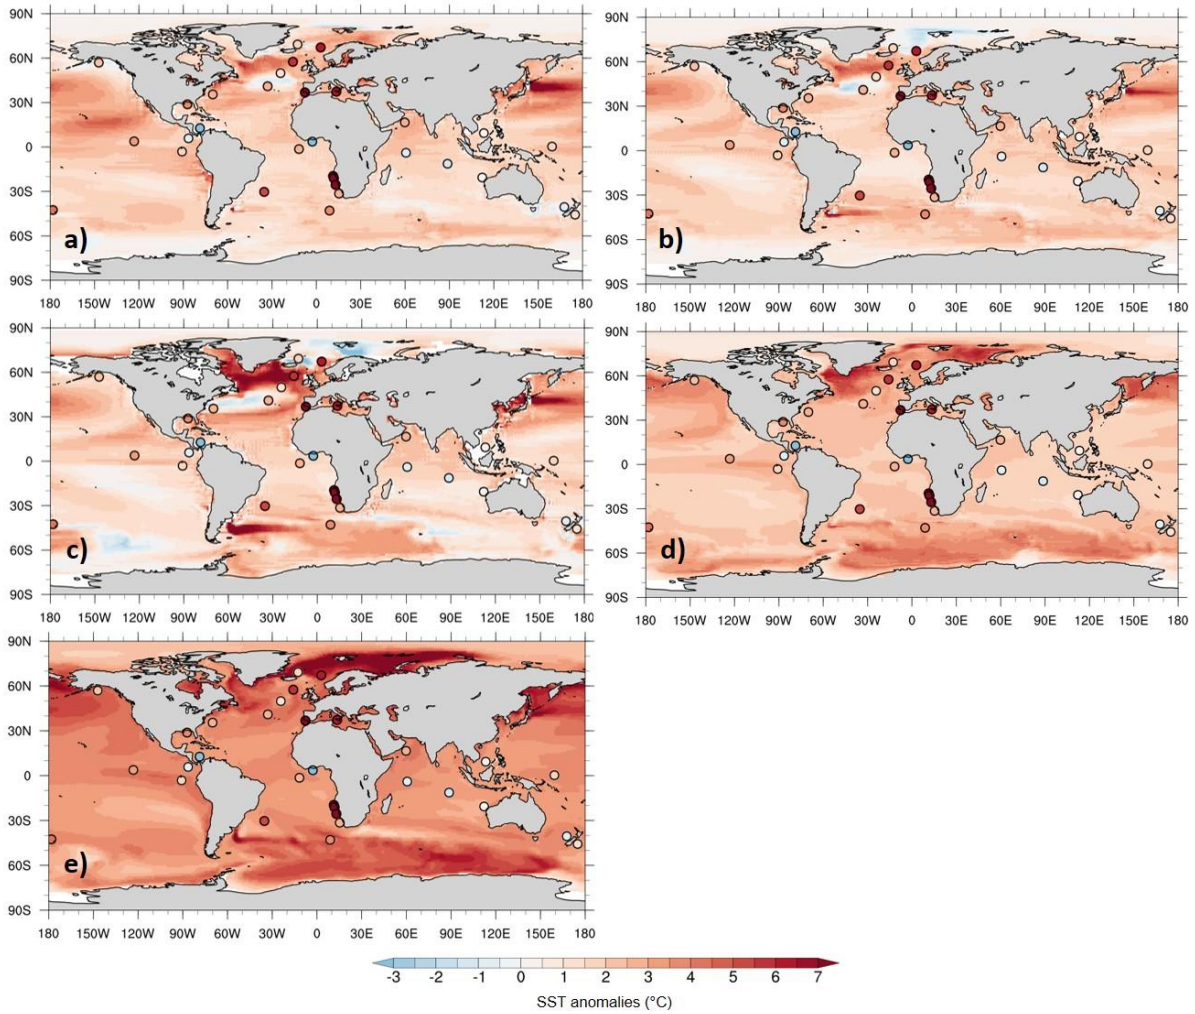 90N 90N
60N 60N
30N 30N
0 0
30S 30S
60S a) 60S b)
90S 90S
180 150W 120W 90W 60W 30W 0 30E 60E 90E 120E 150E 180 180 150W 120W 90W 60W 30W 0 30E 60E 90E 120E 150E 180
90N 90N
60N 60N
30N 30N
0 0
30S 30S
60S c) 60S d)
90S 90S
180 150W 120W 90W 60W 30W 0 30E 60E 90E 120E 150E 180 180 150W 120W 90W 60W 30W 0 30E 60E 90E 120E 150E 180
90N
60N
30N
0
30S
60S e)
90S
180 150W 120W 90W 60W 30W 0 30E 60E 90E 120E 150E 180
-3 -2 -1 0 1 2 3 4 5 6 7
SST anomalies (°C)